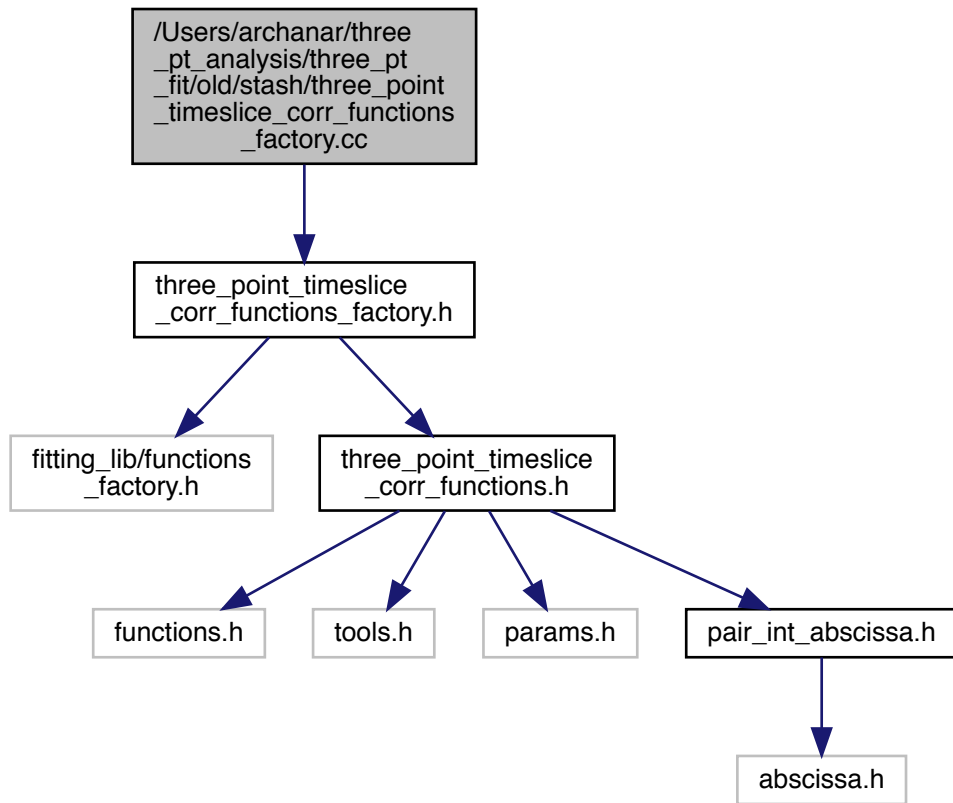 /Users/archanar/three
_pt_analysis/three_pt
_fit/old/stash/three_point
_timeslice_corr_functions
_factory.cc
three_point_timeslice
_corr_functions_factory.h
fitting_lib/functions
_factory.h
three_point_timeslice
_corr_functions.h
functions.h
tools.h
params.h
pair_int_abscissa.h
abscissa.h